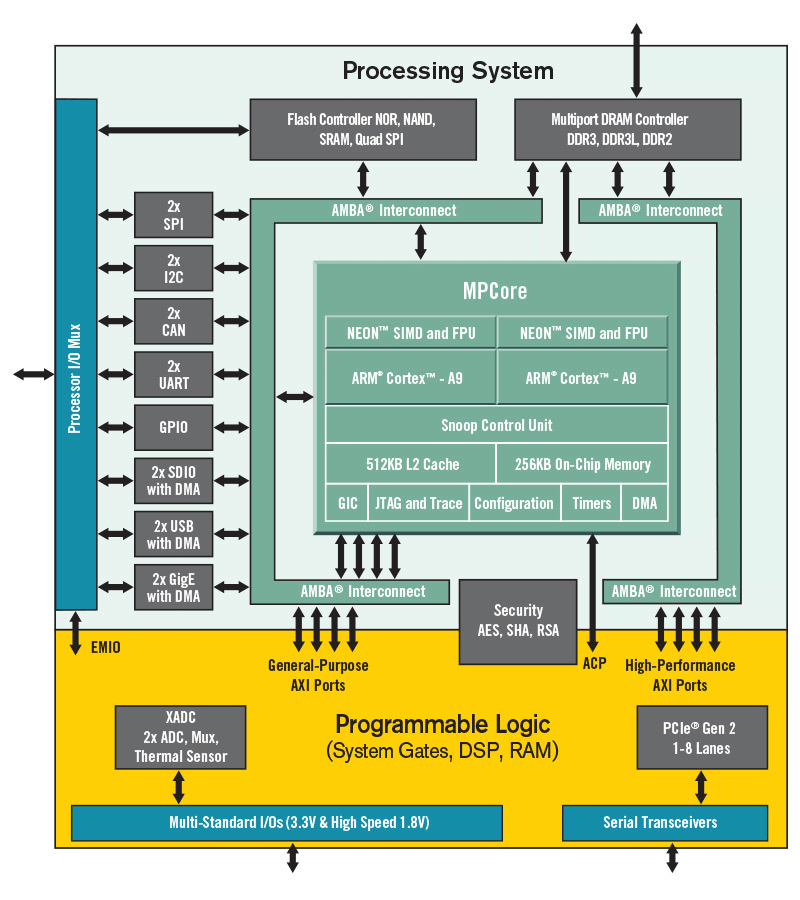 Processing System
Flash Controller NOR, NAND,
SRAM, Quad SPI
Multiport DRAM Controller
DDR3, DDR3L, DDR2
AMBA® Interconnect
AMBA® Interconnect
Processor I/O Mux
2x
SPI
2x
I2C
2x
CAN
2x
UART
GPIO
2x SDIO
with DMA
2x USB
with DMA
2x GigE
with DMA
MPCore
NEON™ SIMD and FPU
NEON™ SIMD and FPU
ARM® Cortex™ - A9
ARM® Cortex™ - A9
Snoop Control Unit
512KB L2 Cache
256KB On-Chip Memory
GIC
JTAG and Trace
Configuration
Timers
DMA
AMBA® Interconnect
Security
AES, SHA, RSA
AMBA® Interconnect
EMIO
General-Purpose
AXI Ports
ACP
High-Performance
AXI Ports
XADC
2x ADC, Mux,
Thermal Sensor
Programmable Logic
(System Gates, DSP, RAM)
PCIe® Gen 2
1-8 Lanes
Multi-Standard I/Os (3.3V & High Speed 1.8V)
Serial Transceivers